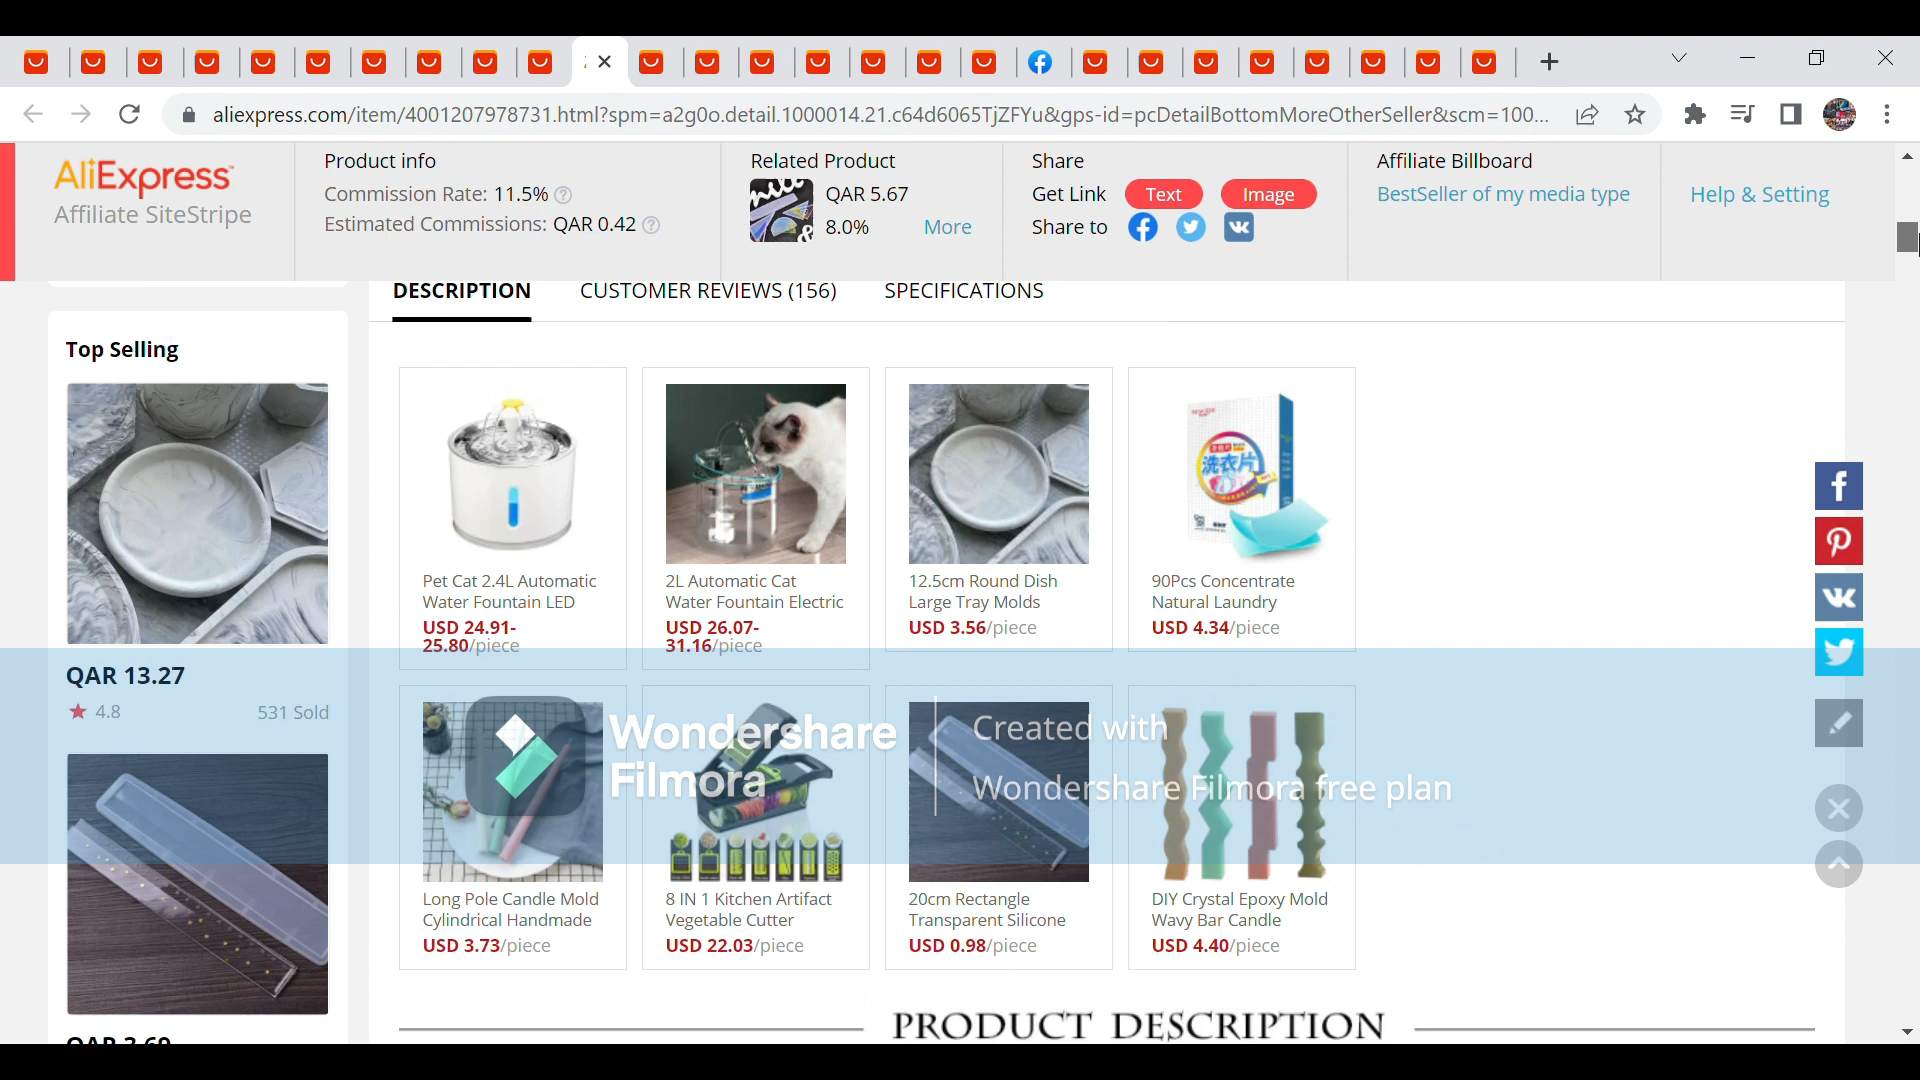 aliexpress.com/item/4001207978731.html?spm=a2g0o.detail.1000014.21.c64d6065TjZFYu&gps-id=pcDetailBottomMoreOtherSeller&scm=100...
AliExpress™
Affiliate SiteStripe
Product info
Commission Rate: 11.5%
Estimated Commissions: QAR 0.42
Related Product
QAR 5.67
8.0%
More
Share
Get Link
Text
Image
Share to
Affiliate Billboard
BestSeller of my media type
Help & Setting
DESCRIPTION
CUSTOMER REVIEWS (156)
SPECIFICATIONS
Top Selling
QAR 13.27
4.8
531 Sold
Pet Cat 2.4L Automatic
Water Fountain LED
USD 24.91-
25.80/piece
2L Automatic Cat
Water Fountain Electric
USD 26.07-
31.16/piece
12.5cm Round Dish
Large Tray Molds
USD 3.56/piece
洗衣片
90Pcs Concentrate
Natural Laundry
USD 4.34/piece
Wondershare
Filmora
Created with
Wondershare Filmora free plan
Long Pole Candle Mold
Cylindrical Handmade
USD 3.73/piece
8 IN 1 Kitchen Artifact
Vegetable Cutter
USD 22.03/piece
20cm Rectangle
Transparent Silicone
USD 0.98/piece
DIY Crystal Epoxy Mold
Wavy Bar Candle
USD 4.40/piece
QAR 3.69
PRODUCT DESCRIPTION